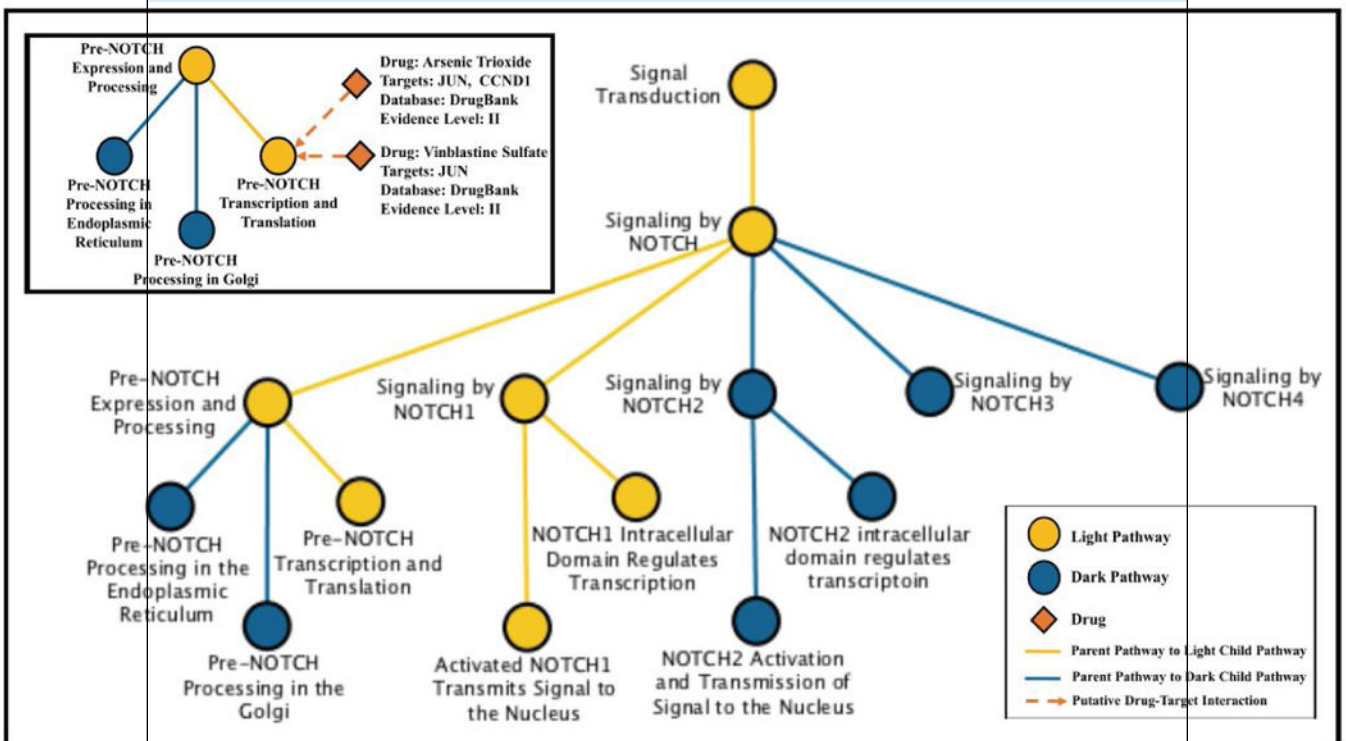 Pre-NOTCH
Expression and
Processing
Drug: Arsenic Trioxide
Targets: JUN, CCND1
Database: DrugBank
Evidence Level: II
Drug: Vinblastine Sulfate
Targets: JUN
Database: DrugBank
Evidence Level: II
Pre-NOTCH
Processing in
Endoplasmic
Reticulum
Pre-NOTCH
Transcription and
Translation
Pre-NOTCH
Processing in Golgi
Signal
Transduction
Signaling by
NOTCH
Pre-NOTCH
Expression and
Processing
Signaling by
NOTCH1
Signaling by
NOTCH2
Signaling by
NOTCH3
Signaling by
NOTCH4
Pre-NOTCH
Processing in the
Endoplasmic
Reticulum
Pre-NOTCH
Transcription and
Translation
NOTCH1 Intracellular
Domain Regulates
Transcription
NOTCH2 intracellular
domain regulates
transcriptoin
Pre-NOTCH
Processing in the
Golgi
Activated NOTCH1
Transmits Signal to
the Nucleus
NOTCH2 Activation
and Transmission of
Signal to the Nucleus
Light Pathway
Dark Pathway
Drug
Parent Pathway to Light Child Pathway
Parent Pathway to Dark Child Pathway
Putative Drug-Target Interaction